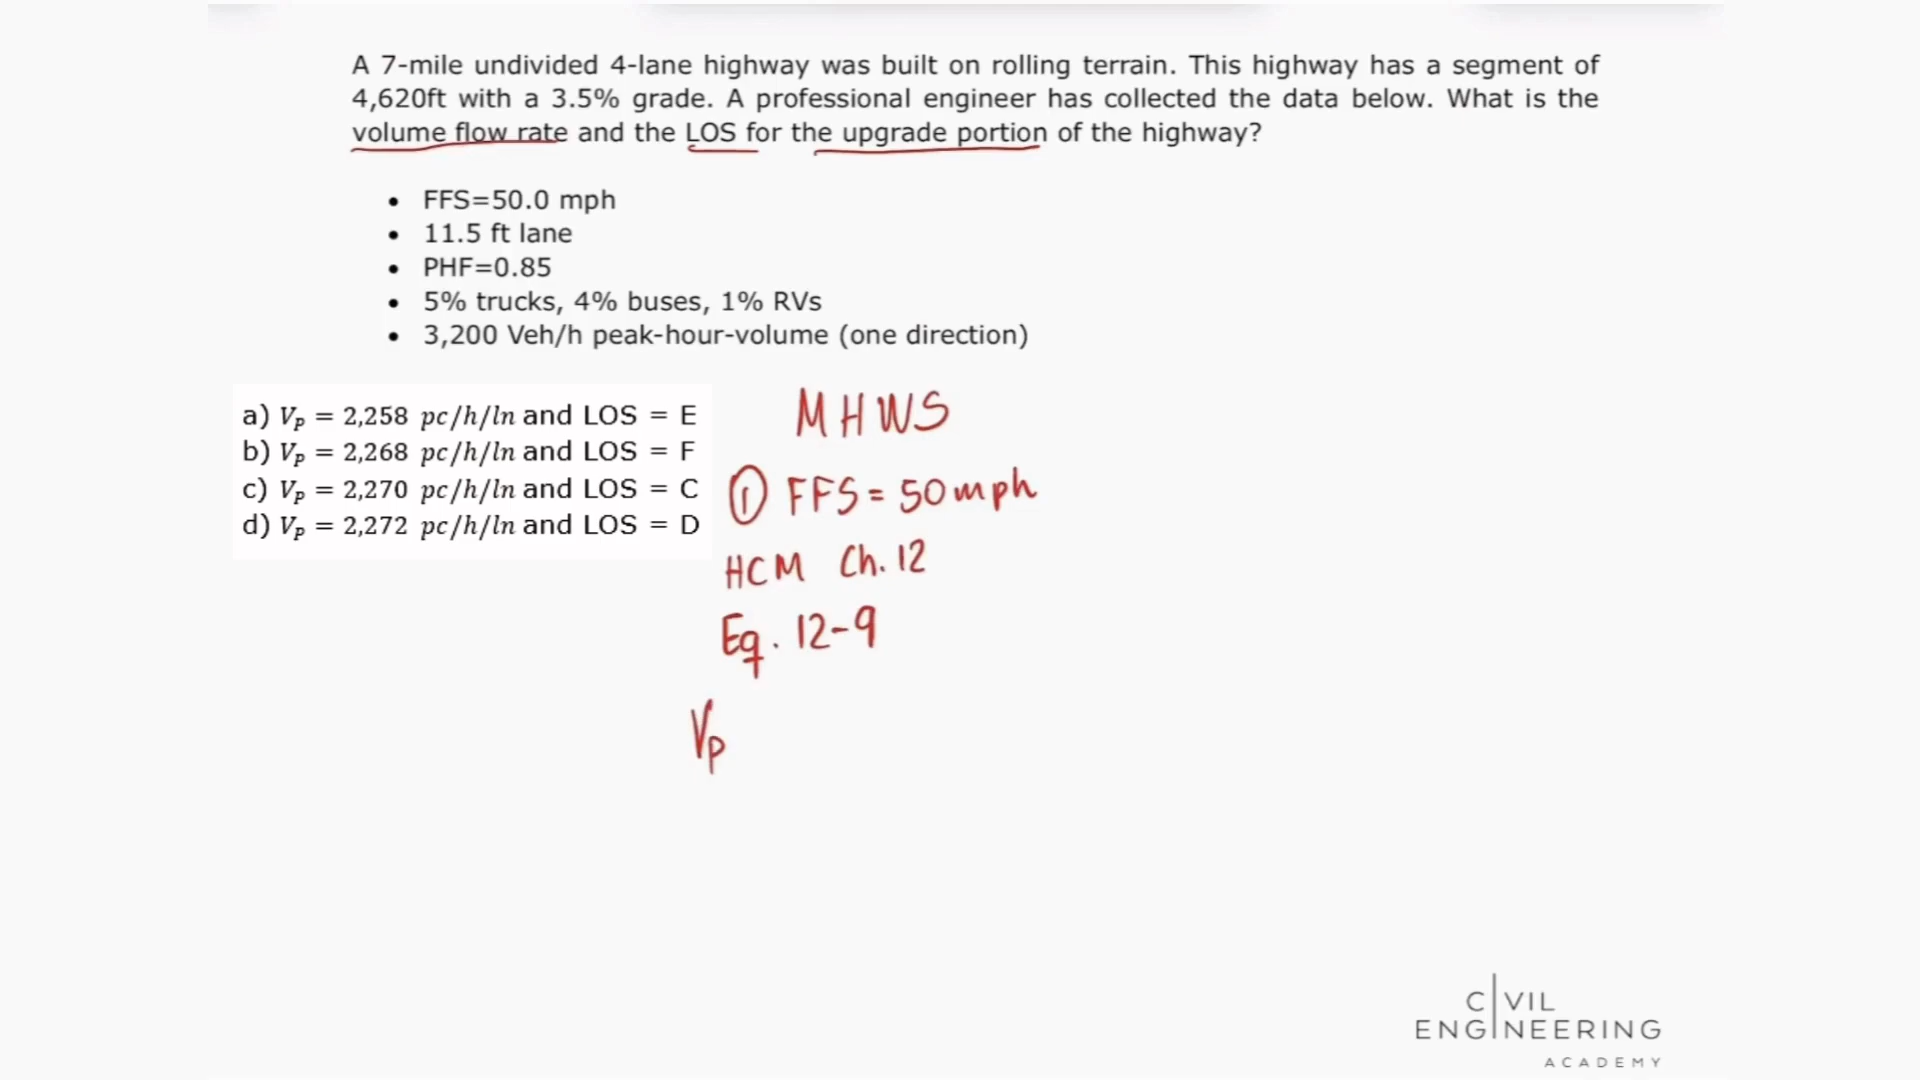 A 7-mile undivided 4-lane highway was built on rolling terrain. This highway has a segment of
4,620ft with a 3.5% grade. A professional engineer has collected the data below. What is the
volume flow rate and the LOS for the upgrade portion of the highway?
• FFS=50.0 mph
• 11.5 ft lane
• PHF=0.85
• 5% trucks, 4% buses, 1% RVs
• 3,200 Veh/h peak-hour-volume (one direction)
a) Vp = 2,258 pc/h/ln and LOS = E
b) Vp = 2,268 pc/h/ln and LOS = F
c) Vp = 2,270 pc/h/ln and LOS = C
d) Vp = 2,272 pc/h/ln and LOS = D
MHWS
① FFS = 50mph
HCM Ch. 12
Eq. 12-9
Vp
CIVIL
ENGINEERING
ACADEMY